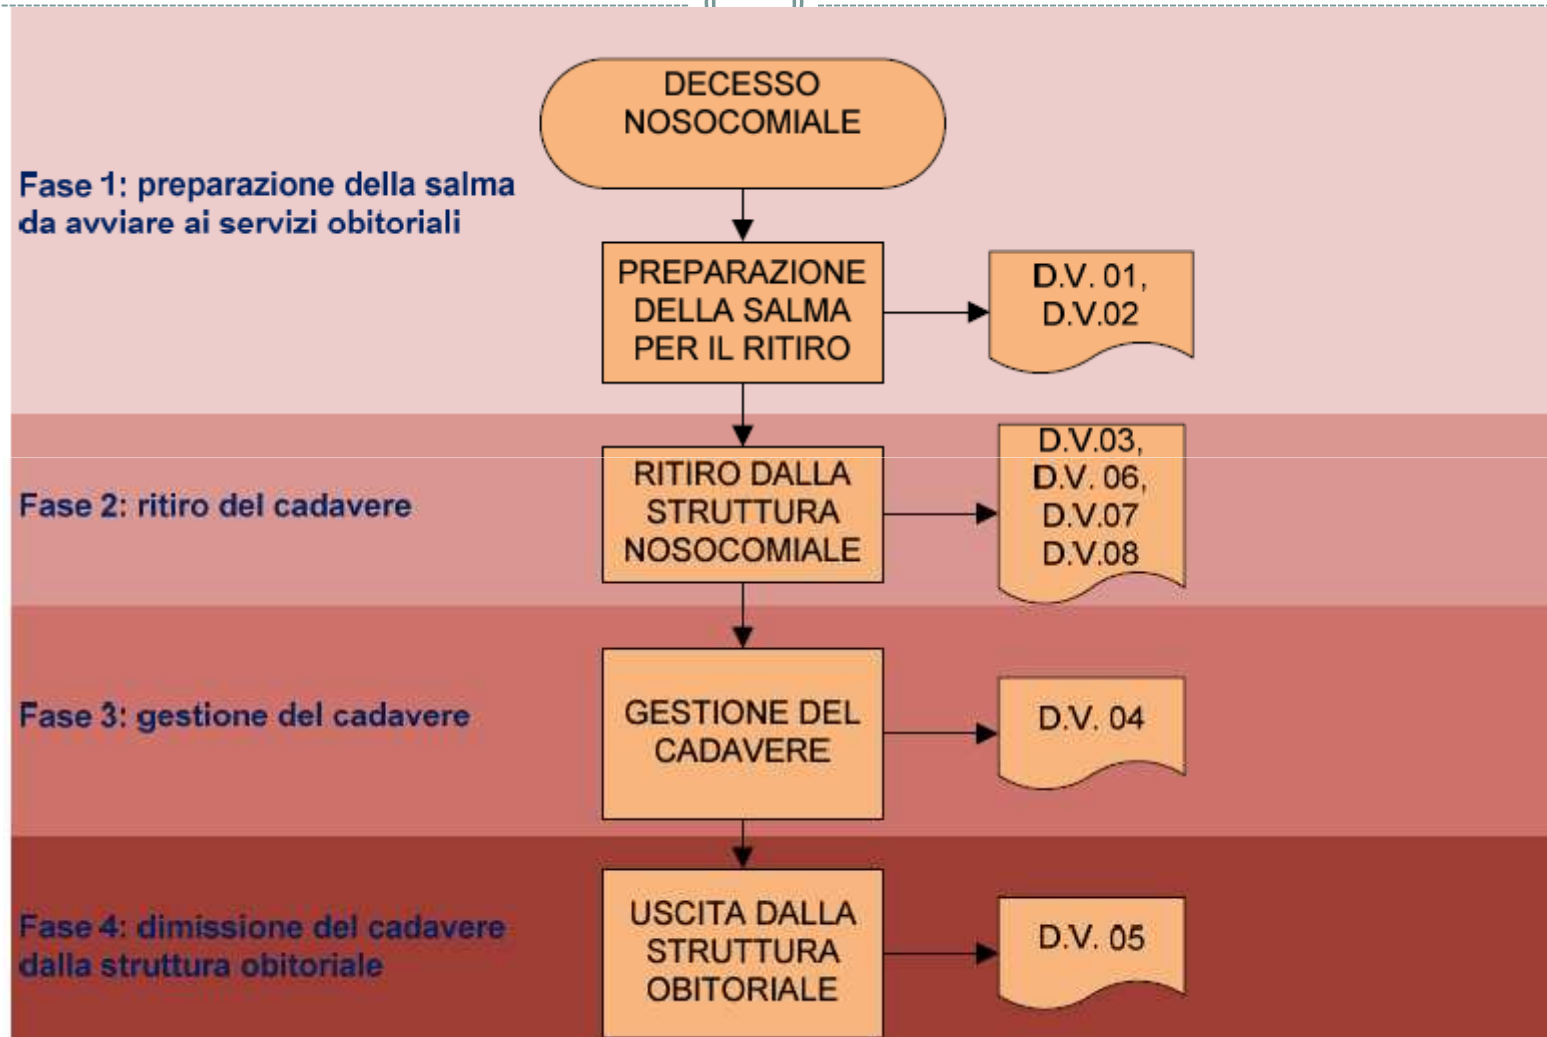 DECESSO
NOSOCOMIALE
Fase 1: preparazione della salma
da avviare ai servizi obitoriali
PREPARAZIONE
DELLA SALMA
PER IL RITIRO
D.V. 01,
D.V.02
Fase 2: ritiro del cadavere
RITIRO DALLA
STRUTTURA
NOSOCOMIALE
D.V.03,
D.V. 06,
D.V.07
D.V.08
Fase 3: gestione del cadavere
GESTIONE DEL
CADAVERE
D.V. 04
Fase 4: dimissione del cadavere
dalla struttura obitoriale
USCITA DALLA
STRUTTURA
OBITORIALE
D.V. 05